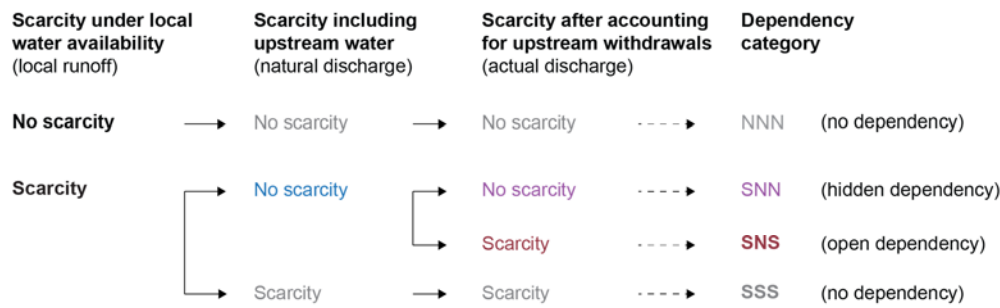 Scarcity under local water availability (local runoff)
Scarcity including upstream water (natural discharge)
Scarcity after accounting for upstream withdrawals (actual discharge)
Dependency category
No scarcity No scarcity No scarcity NNN (no dependency)
Scarcity No scarcity No scarcity SNN (hidden dependency)
Scarcity SNS (open dependency)
Scarcity Scarcity SSS (no dependency)